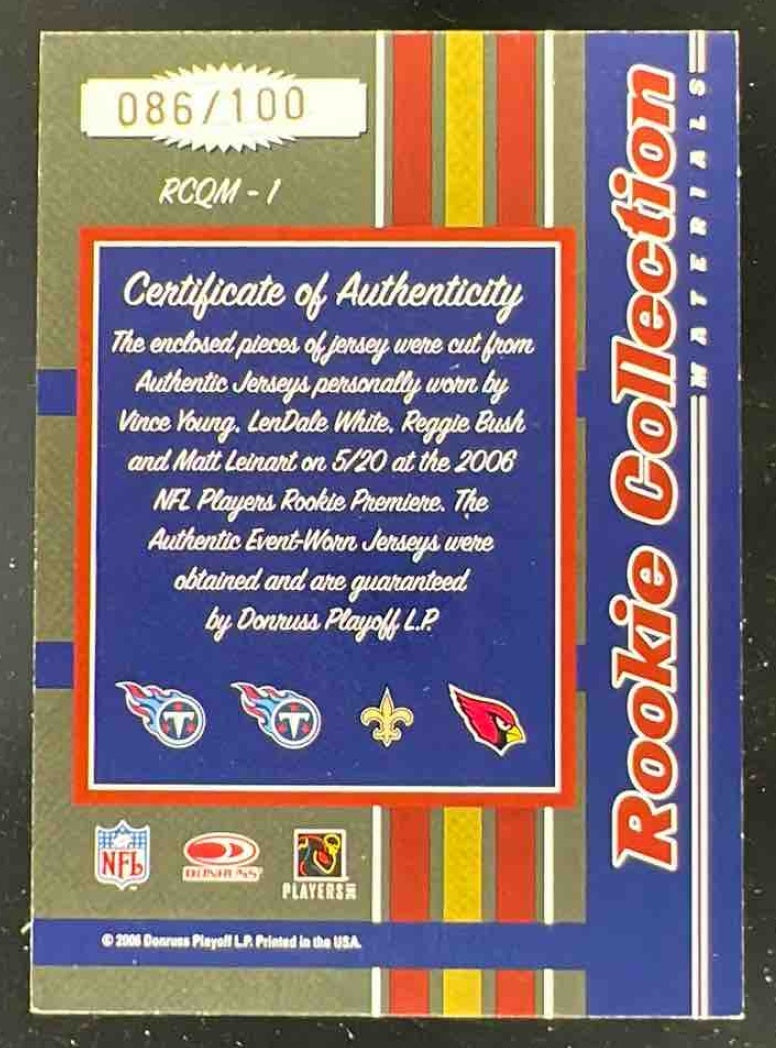 086/100
RCQM - 1
Certificate of Authenticity
The enclosed pieces of jersey were cut from
Authentic Jerseys personally worn by
Vince Young, LenDale White, Reggie Bush
and Matt Leinart on 5/20 at the 2006
NFL Players Rookie Premiere. The
Authentic Event-Worn Jerseys were
obtained and are guaranteed
by Donruss Playoff L.P.
T
T
NFL
DONRUSS
PLAYERS INC
© 2006 Donruss Playoff L.P. Printed in the USA.
Rookie Collection
MATERIALS